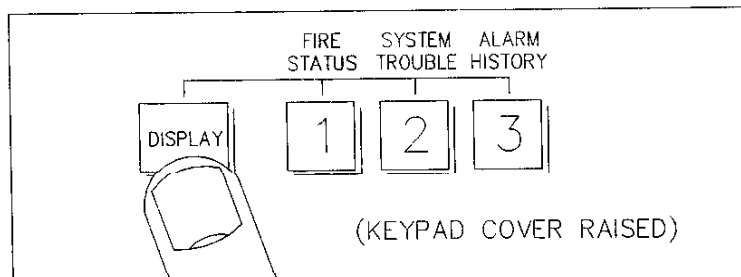 FIRE STATUS SYSTEM TROUBLE ALARM HISTORY
DISPLAY 1 2 3
(KEYPAD COVER RAISED)